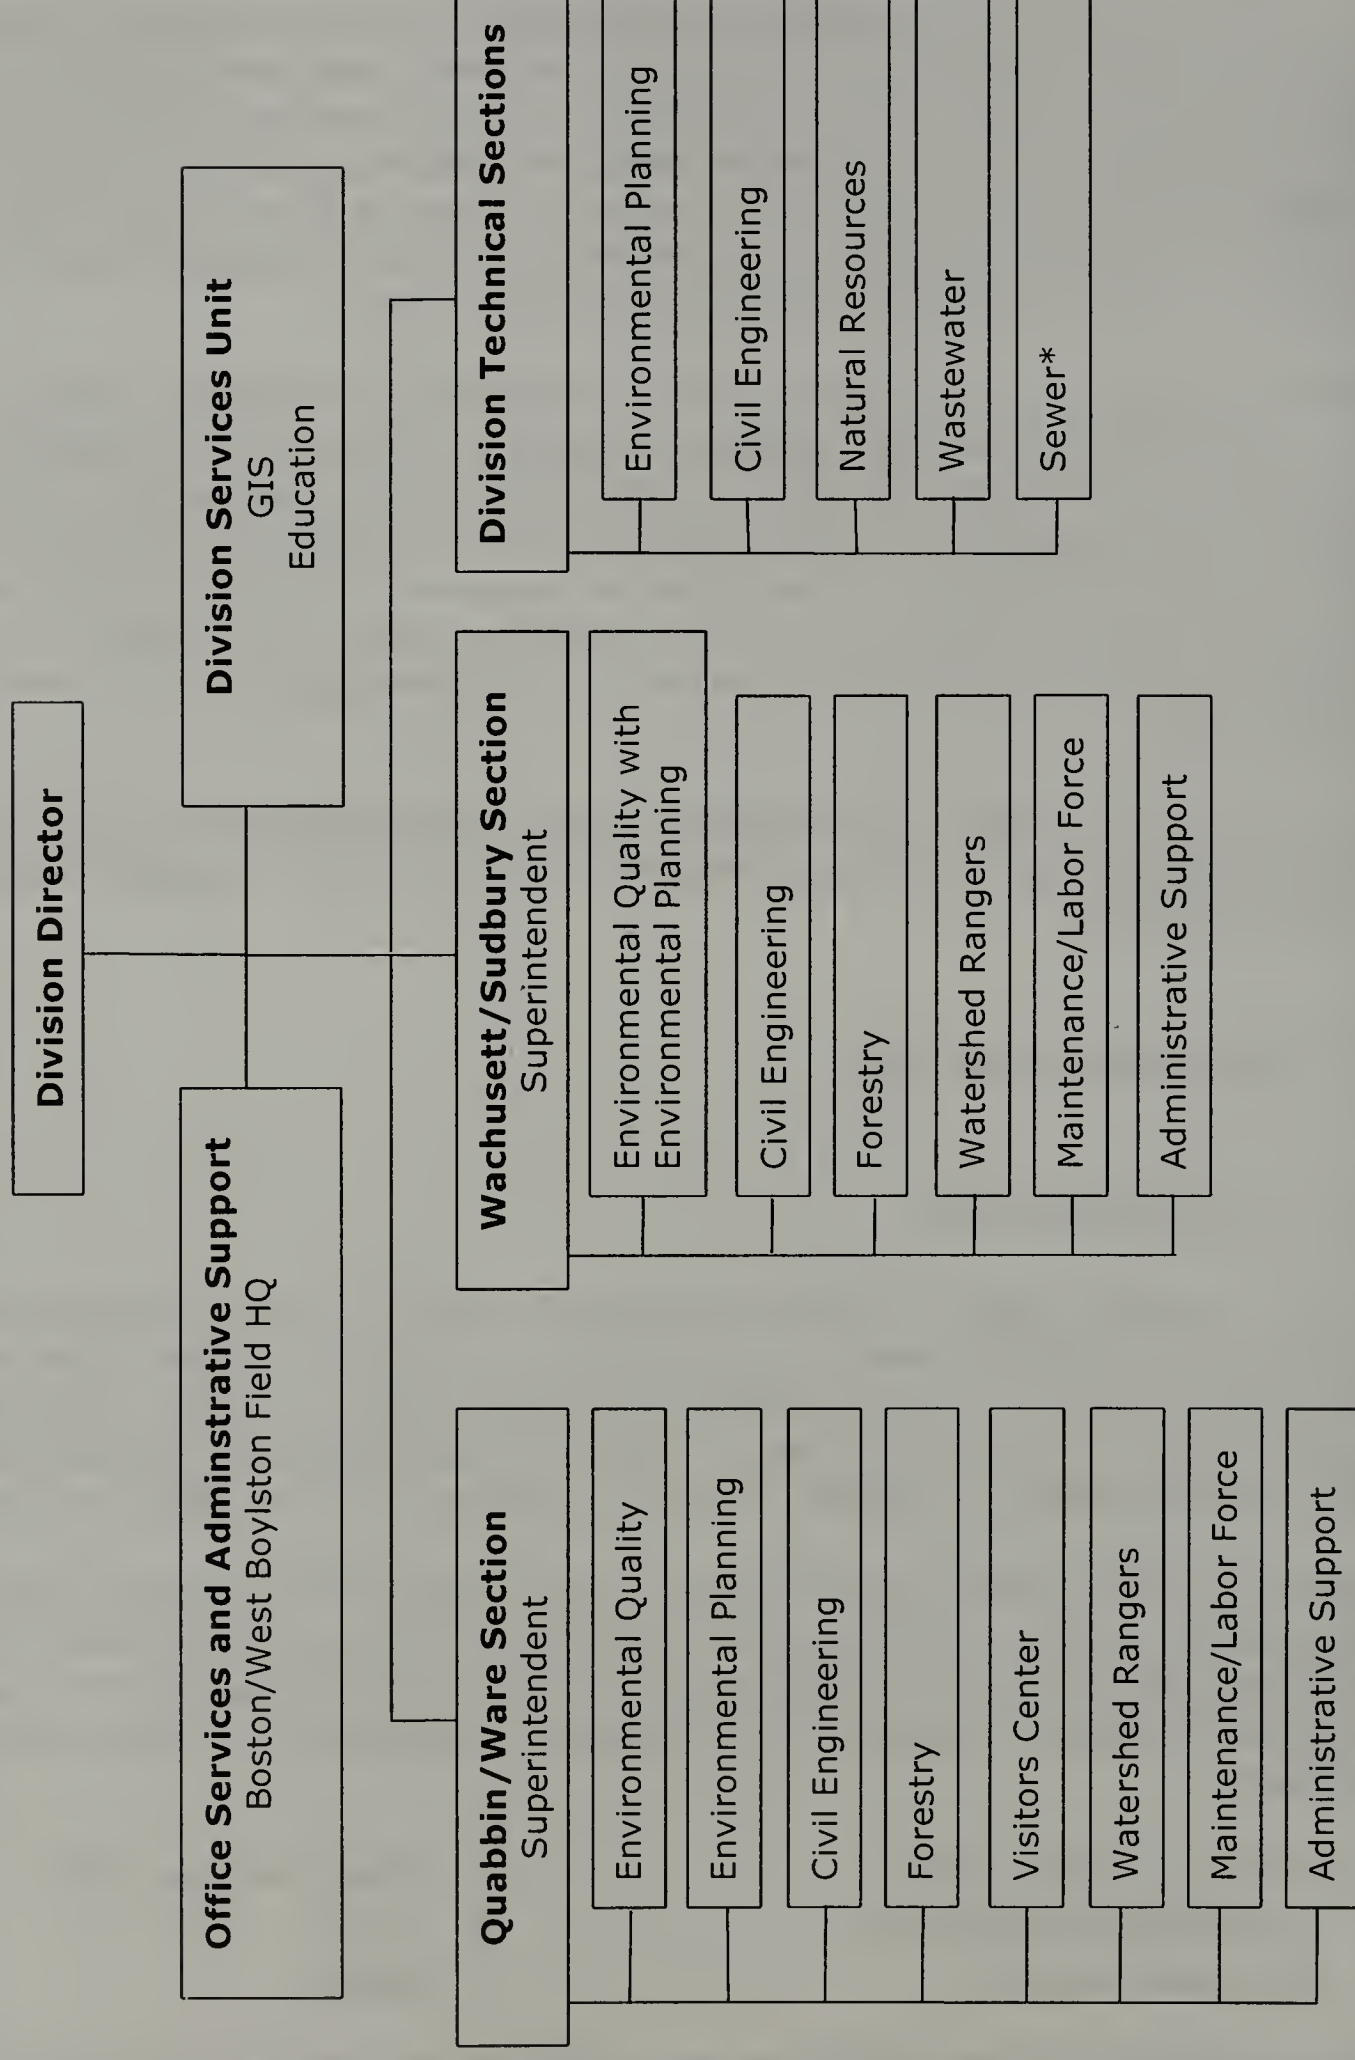 Division Director
Office Services and Adminstrative Support
Boston/West Boylston Field HQ
Division Services Unit
GIS
Education
Quabbin/Ware Section
Superintendent
Environmental Quality
Environmental Planning
Civil Engineering
Forestry
Visitors Center
Watershed Rangers
Maintenance/Labor Force
Administrative Support
Wachusett/Sudbury Section
Superintendent
Environmental Quality with
Environmental Planning
Civil Engineering
Forestry
Watershed Rangers
Maintenance/Labor Force
Administrative Support
Division Technical Sections
Environmental Planning
Civil Engineering
Natural Resources
Wastewater
Sewer*